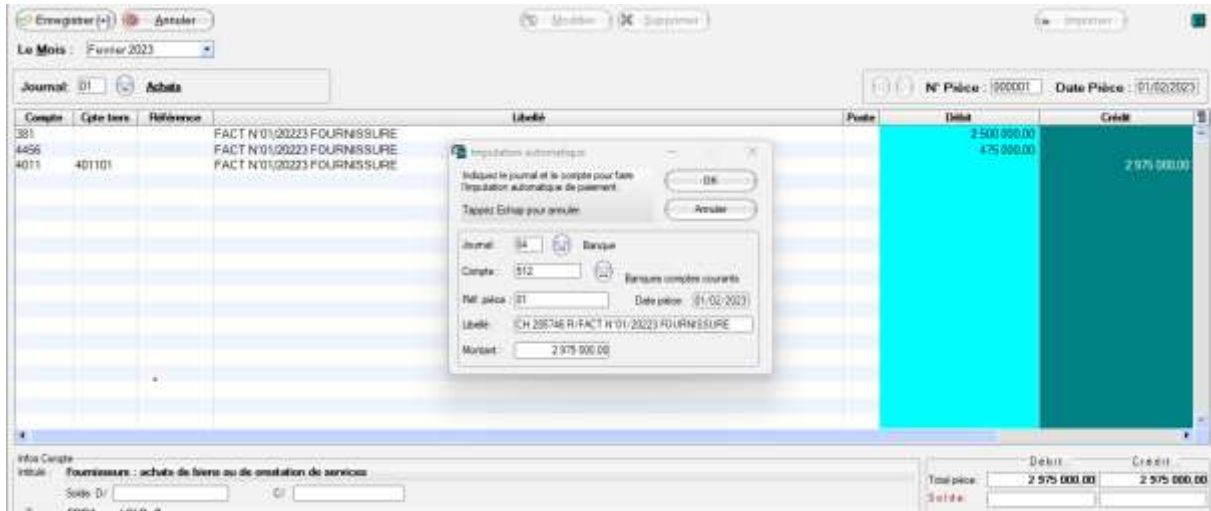 Enregistrer (+) Annuler Modifier Supprimer Imprimer
Le Mois : Fevrier 2023
Journal: 01 Achats N° Pièce : 000001 Date Pièce : 01/02/2023
Compte Cpte tiers Référence Libellé Poste Débit Crédit
381 FACT N°01/20223 FOURNISSURE 2 500 000.00
4456 FACT N°01/20223 FOURNISSURE 475 000.00
4011 401101 FACT N°01/20223 FOURNISSURE 2 975 000.00
Imputation automatique
Indiquez le journal et le compte pour faire
l'imputation automatique de paiement.
OK
Tappez Echap pour annuler. Annuler
Journal: 04 Banque
Compte : 512 Banques comptes courants
Réf. pièce : 01 Date pièce : 01/02/2023
Libellé : CH 205746 R/FACT N°01/20223 FOURNISSURE
Montant : 2 975 000.00
Infos Compte
Intitulé Fournisseurs : achats de biens ou de prestation de services
Solde D/ C/
Débit Crédit
Total pièce: 2 975 000.00 2 975 000.00
Solde: